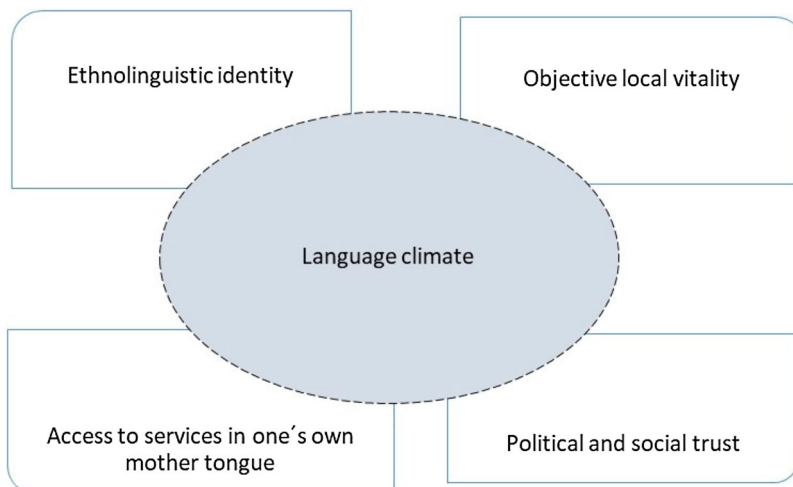 Ethnolinguistic identity
Objective local vitality
Language climate
Access to services in one´s own
mother tongue
Political and social trust